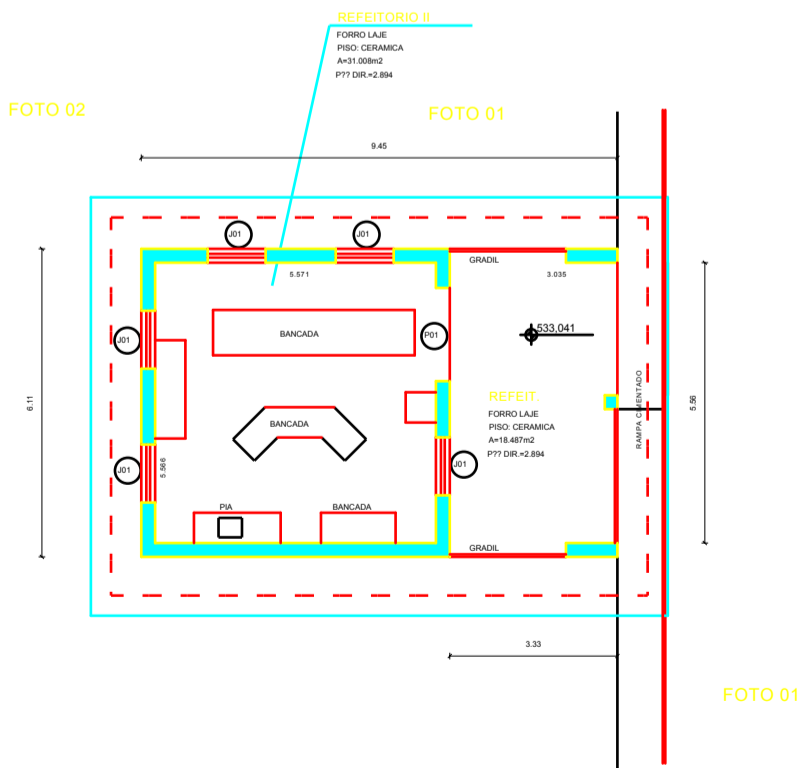 REFEITORIO II
FORRO LAJE
PISO: CERAMICA
A=31.008m2
P?? DIR.=2.894
FOTO 02
FOTO 01
9.45
J01
J01
GRADIL
5.571
3.035
533,041
J01
BANCADA
P01
6.11
5.56
RAMPA CIMENTADO
REFEIT.
FORRO LAJE
PISO: CERAMICA
A=18.487m2
P?? DIR.=2.894
BANCADA
J01
5.566
J01
PIA
BANCADA
GRADIL
3.33
FOTO 01